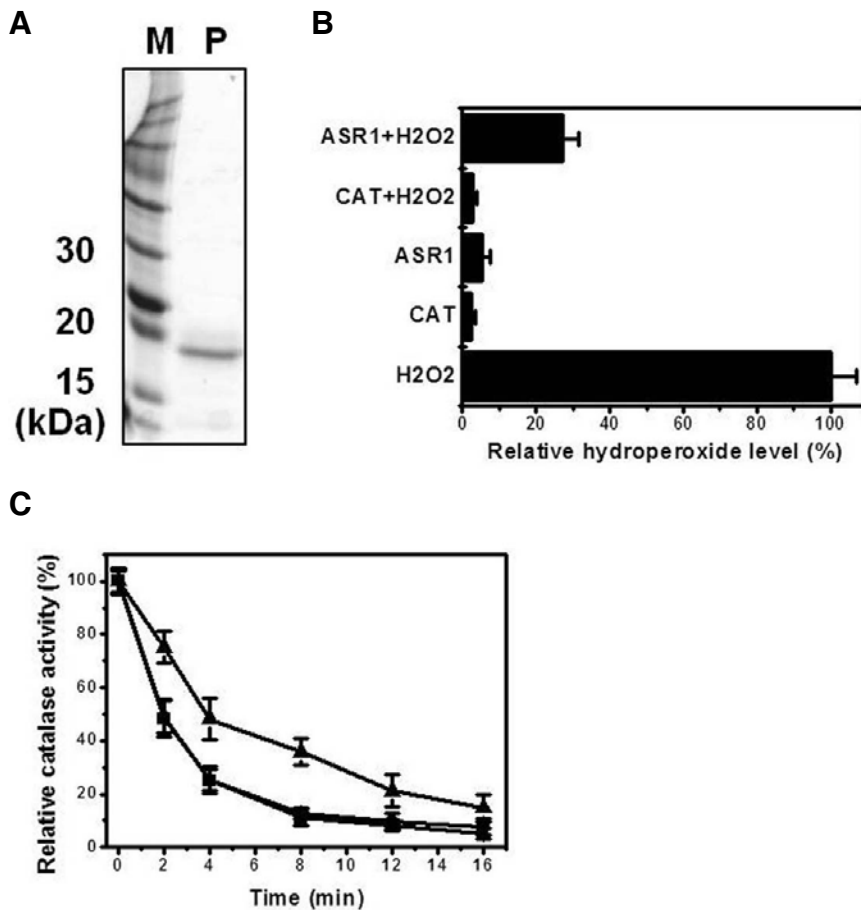 A
M P
30
20
15
(kDa)
B
ASR1+H2O2
CAT+H2O2
ASR1
CAT
H2O2
0 20 40 60 80 100
Relative hydroperoxide level (%)
C
Relative catalase activity (%)
100
80
60
40
20
0
0 2 4 6 8 10 12 14 16
Time (min)